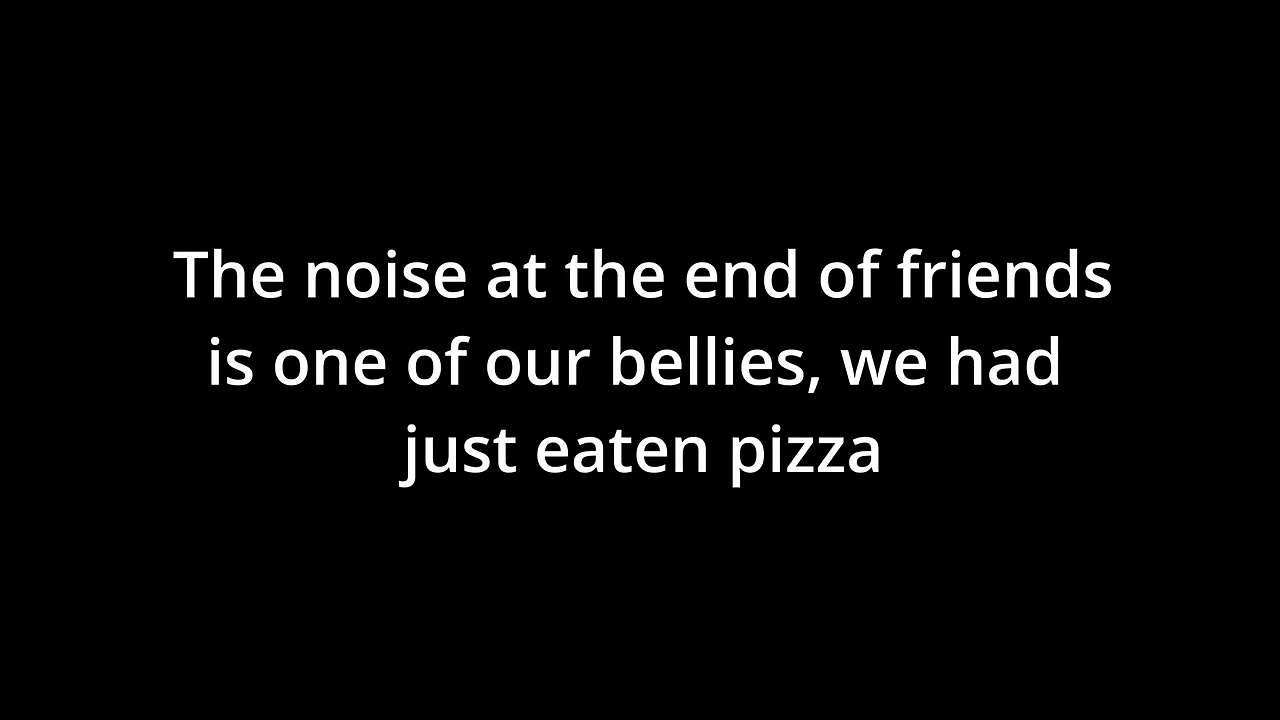 The noise at the end of friends
is one of our bellies, we had
just eaten pizza